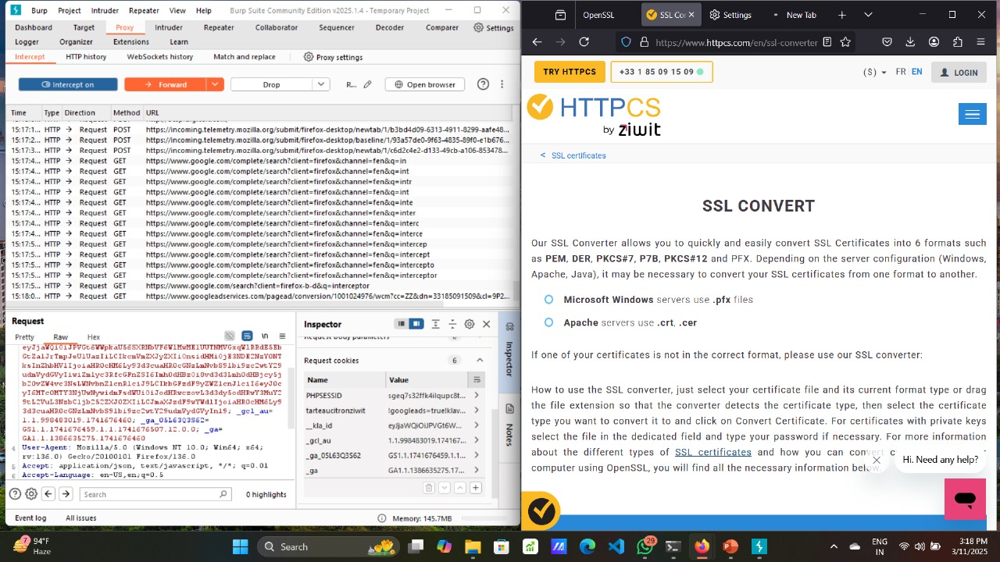 Burp Project Intruder Repeater View Help Burp Suite Community Edition v2025.1.4 - Temporary Project
Dashboard Target Proxy Intruder Repeater Collaborator Sequencer Decoder Comparer Settings
Logger Organizer Extensions Learn
Intercept HTTP history WebSockets history Match and replace Proxy settings
Intercept on Forward Drop R... Open browser
Time Type Direction Method URL
15:17:1... HTTP → Request POST https://incoming.telemetry.mozilla.org/submit/firefox-desktop/newtab/1/b3bd4d09-6513-4911-8299-aafe48...
15:17:2... HTTP → Request POST https://incoming.telemetry.mozilla.org/submit/firefox-desktop/baseline/1/93a57de0-9f63-4835-89f0-e1b676...
15:17:3... HTTP → Request POST https://incoming.telemetry.mozilla.org/submit/firefox-desktop/newtab/1/c6d2c4e2-d133-49cb-a106-853478...
15:17:4... HTTP → Request GET https://www.google.com/complete/search?client=firefox&channel=fen&q=in
15:17:4... HTTP → Request GET https://www.google.com/complete/search?client=firefox&channel=fen&q=int
15:17:4... HTTP → Request GET https://www.google.com/complete/search?client=firefox&channel=fen&q=intr
15:17:4... HTTP → Request GET https://www.google.com/complete/search?client=firefox&channel=fen&q=int
15:17:4... HTTP → Request GET https://www.google.com/complete/search?client=firefox&channel=fen&q=inte
15:17:4... HTTP → Request GET https://www.google.com/complete/search?client=firefox&channel=fen&q=inter
15:17:4... HTTP → Request GET https://www.google.com/complete/search?client=firefox&channel=fen&q=interc
15:17:4... HTTP → Request GET https://www.google.com/complete/search?client=firefox&channel=fen&q=interce
15:17:5... HTTP → Request GET https://www.google.com/complete/search?client=firefox&channel=fen&q=intercep
15:17:5... HTTP → Request GET https://www.google.com/complete/search?client=firefox&channel=fen&q=intercept
15:17:5... HTTP → Request GET https://www.google.com/complete/search?client=firefox&channel=fen&q=intercepto
15:17:5... HTTP → Request GET https://www.google.com/complete/search?client=firefox&channel=fen&q=interceptor
15:17:5... HTTP → Request GET https://www.google.com/search?client=firefox-b-d&q=interceptor
15:18:0... HTTP → Request GET https://www.googleadservices.com/pagead/conversion/1001024976/wcm?cc=ZZ&dn=33185091509&cl=9P2...
Request
Pretty Raw Hex \n
_gcl_au=
1.1.998483019.1741676460; _ga_05L63Q3S62=
GS1.1.1741676459.1.1.1741676507.12.0.0; _ga=
GA1.1.1386635275.1741676460
4 User-Agent: Mozilla/5.0 (Windows NT 10.0; Win64; x64;
rv:136.0) Gecko/20100101 Firefox/136.0
5 Accept: application/json, text/javascript, */*; q=0.01
6 Accept-Language: en-US,en;q=0.5
Search 0 highlights
Event log All issues
Inspector
Request body parameters
Request cookies 6
Name Value
PHPSESSID sgeq7s32ffk4ilqupc8t...
tarteaucitronziwit !googleads=true!klav...
__kla_id eyJjaWQiOiJPVGt6W...
_gcl_au 1.1.998483019.174167...
_ga_05L63Q3S62 GS1.1.1741676459.1.1...
_ga GA1.1.1386635275.17...
Inspector
Notes
Memory: 145.7MB
OpenSSL SSL Co Settings New Tab
https://www.httpcs.com/en/ssl-converter
TRY HTTPCS +33 1 85 09 15 09 ($) FR EN LOGIN
HTTPCS
by ziwit
< SSL certificates
SSL CONVERT
Our SSL Converter allows you to quickly and easily convert SSL Certificates into 6 formats such
as PEM, DER, PKCS#7, P7B, PKCS#12 and PFX. Depending on the server configuration (Windows,
Apache, Java), it may be necessary to convert your SSL certificates from one format to another.
Microsoft Windows servers use .pfx files
Apache servers use .crt, .cer
If one of your certificates is not in the correct format, please use our SSL converter:
How to use the SSL converter, just select your certificate file and its current format type or drag
the file extension so that the converter detects the certificate type, then select the certificate
type you want to convert it to and click on Convert Certificate. For certificates with private keys
select the file in the dedicated field and type your password if necessary. For more information
about the different types of SSL certificates and how you can convert
computer using OpenSSL, you will find all the necessary information below.
Hi. Need any help?
94°F
Haze
Search
29
ENG
IN
3:18 PM
3/11/2025